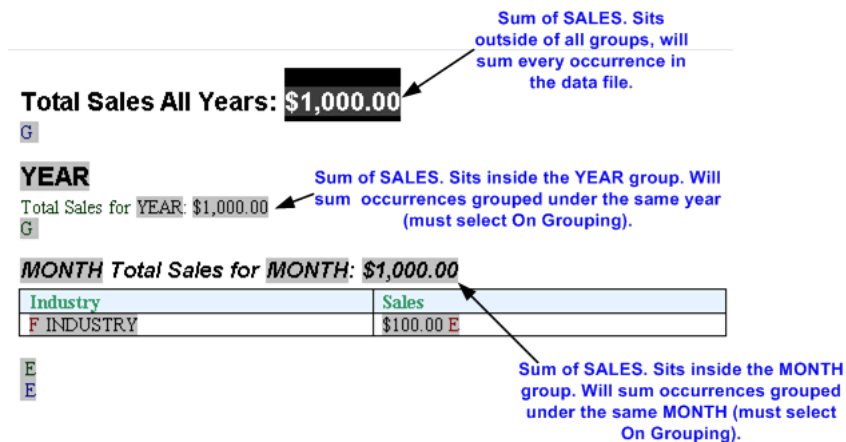 Sum of SALES. Sits
outside of all groups, will
sum every occurrence in
the data file.
Total Sales All Years: $1,000.00
G
YEAR
Total Sales for YEAR: $1,000.00
G
Sum of SALES. Sits inside the YEAR group. Will
sum occurrences grouped under the same year
(must select On Grouping).
MONTH Total Sales for MONTH: $1,000.00
Industry Sales
F INDUSTRY $100.00 E
E
E
Sum of SALES. Sits inside the MONTH
group. Will sum occurrences grouped
under the same MONTH (must select
On Grouping).